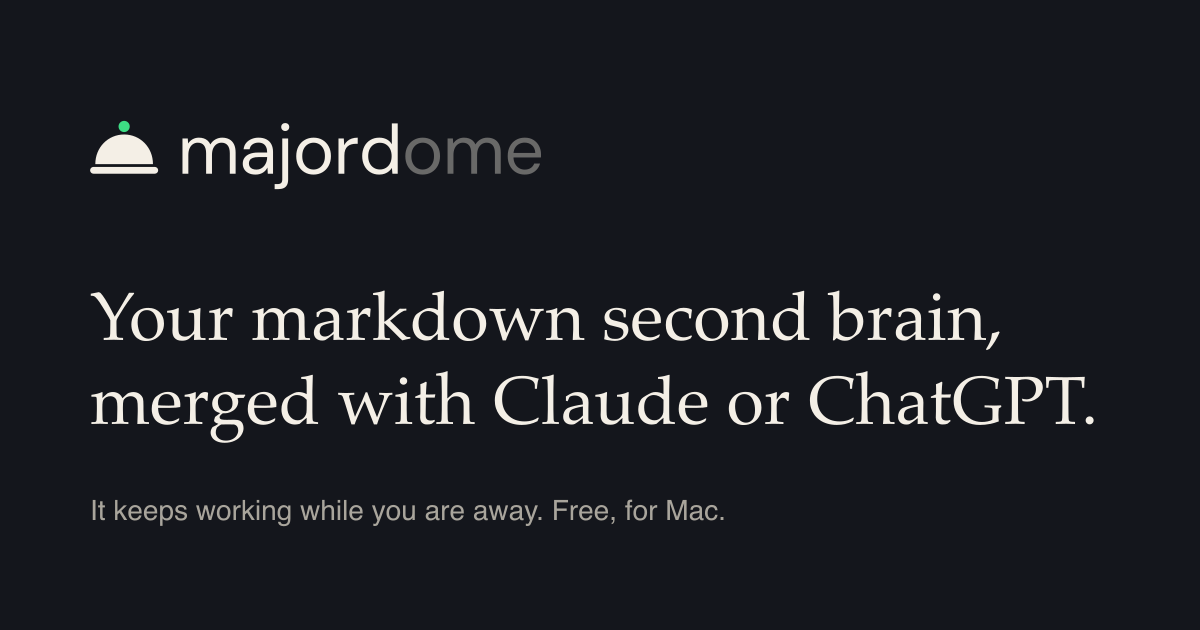 majordome
Your markdown second brain,
merged with Claude or ChatGPT.
It keeps working while you are away. Free, for Mac.